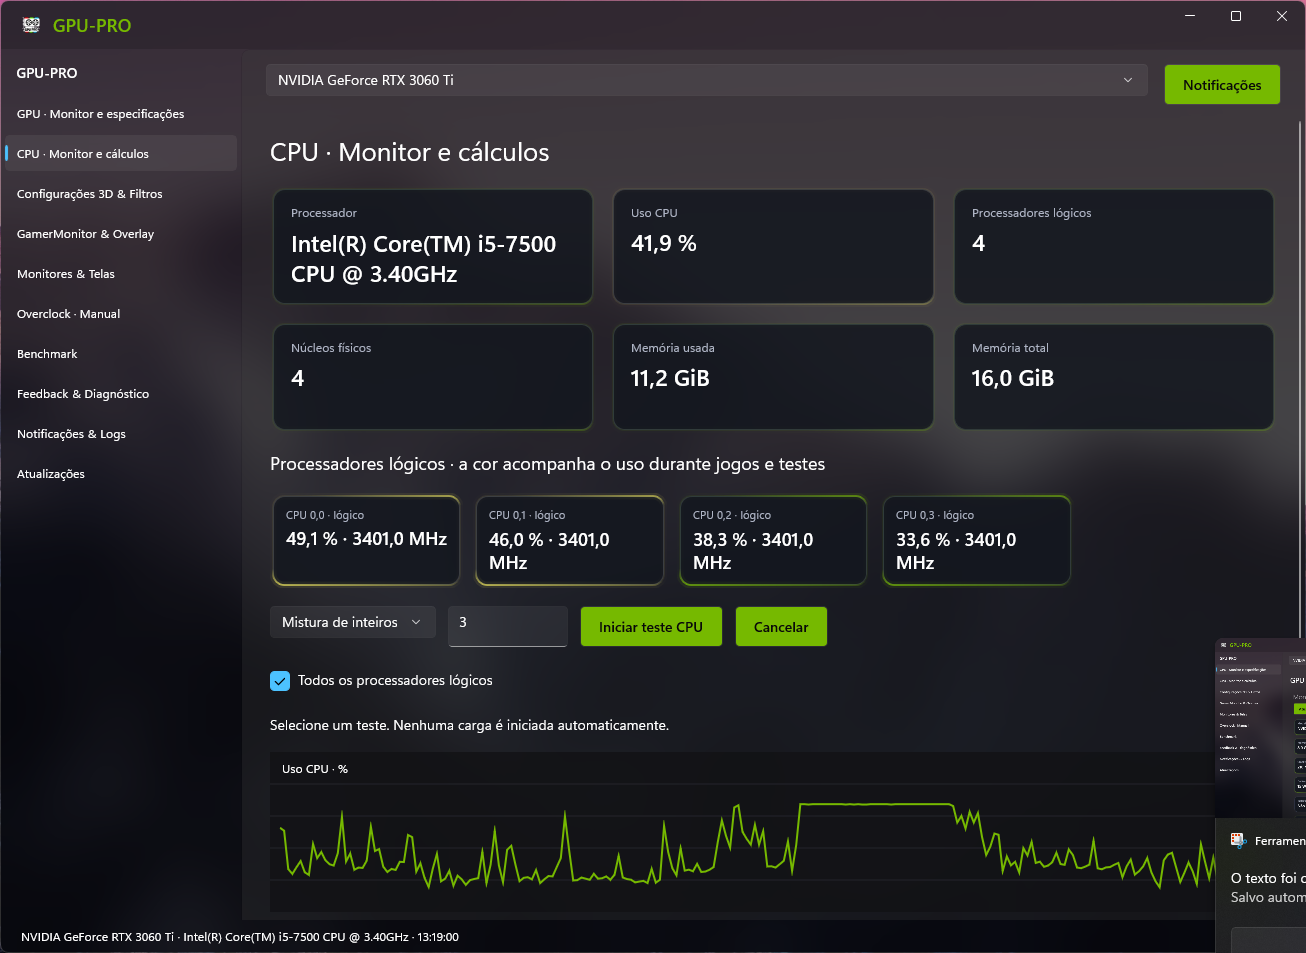 GPU-PRO
GPU-PRO
GPU · Monitor e especificações
CPU · Monitor e cálculos
Configurações 3D & Filtros
GamerMonitor & Overlay
Monitores & Telas
Overclock · Manual
Benchmark
Feedback & Diagnóstico
Notificações & Logs
Atualizações
NVIDIA GeForce RTX 3060 Ti
Notificações
CPU · Monitor e cálculos
Processador
Intel(R) Core(TM) i5-7500
CPU @ 3.40GHz
Uso CPU
41,9 %
Processadores lógicos
4
Núcleos físicos
4
Memória usada
11,2 GiB
Memória total
16,0 GiB
Processadores lógicos · a cor acompanha o uso durante jogos e testes
CPU 0,0 · lógico
49,1 % · 3401,0 MHz
CPU 0,1 · lógico
46,0 % · 3401,0
MHz
CPU 0,2 · lógico
38,3 % · 3401,0
MHz
CPU 0,3 · lógico
33,6 % · 3401,0
MHz
Mistura de inteiros
3
Iniciar teste CPU
Cancelar
Todos os processadores lógicos
Selecione um teste. Nenhuma carga é iniciada automaticamente.
Uso CPU · %
GPU-PRO
Ferramen
O texto foi c
Salvo autom
NVIDIA GeForce RTX 3060 Ti · Intel(R) Core(TM) i5-7500 CPU @ 3.40GHz · 13:19:00